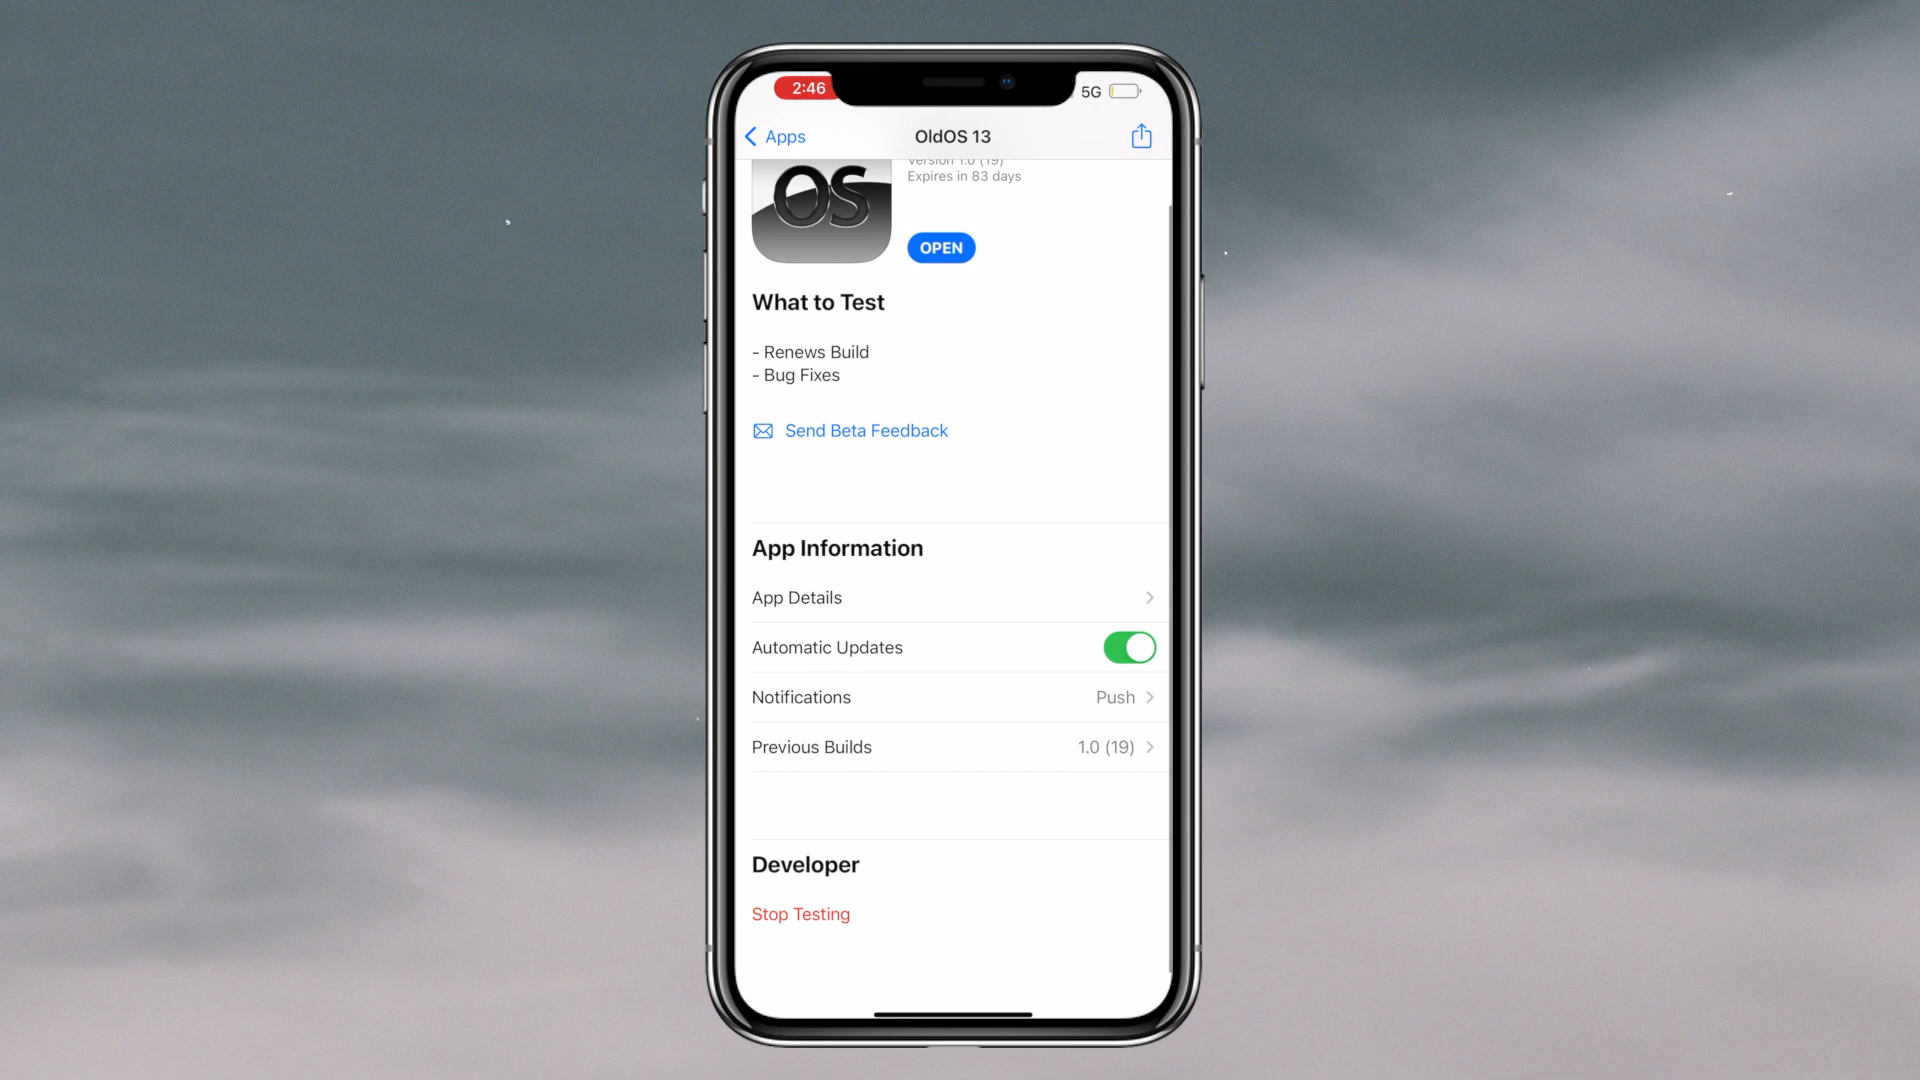 2:46
5G
Apps
OldOS 13
Version 1.0 (19)
Expires in 83 days
OS
OPEN
What to Test
- Renews Build
- Bug Fixes
Send Beta Feedback
App Information
App Details
Automatic Updates
Notifications Push
Previous Builds 1.0 (19)
Developer
Stop Testing